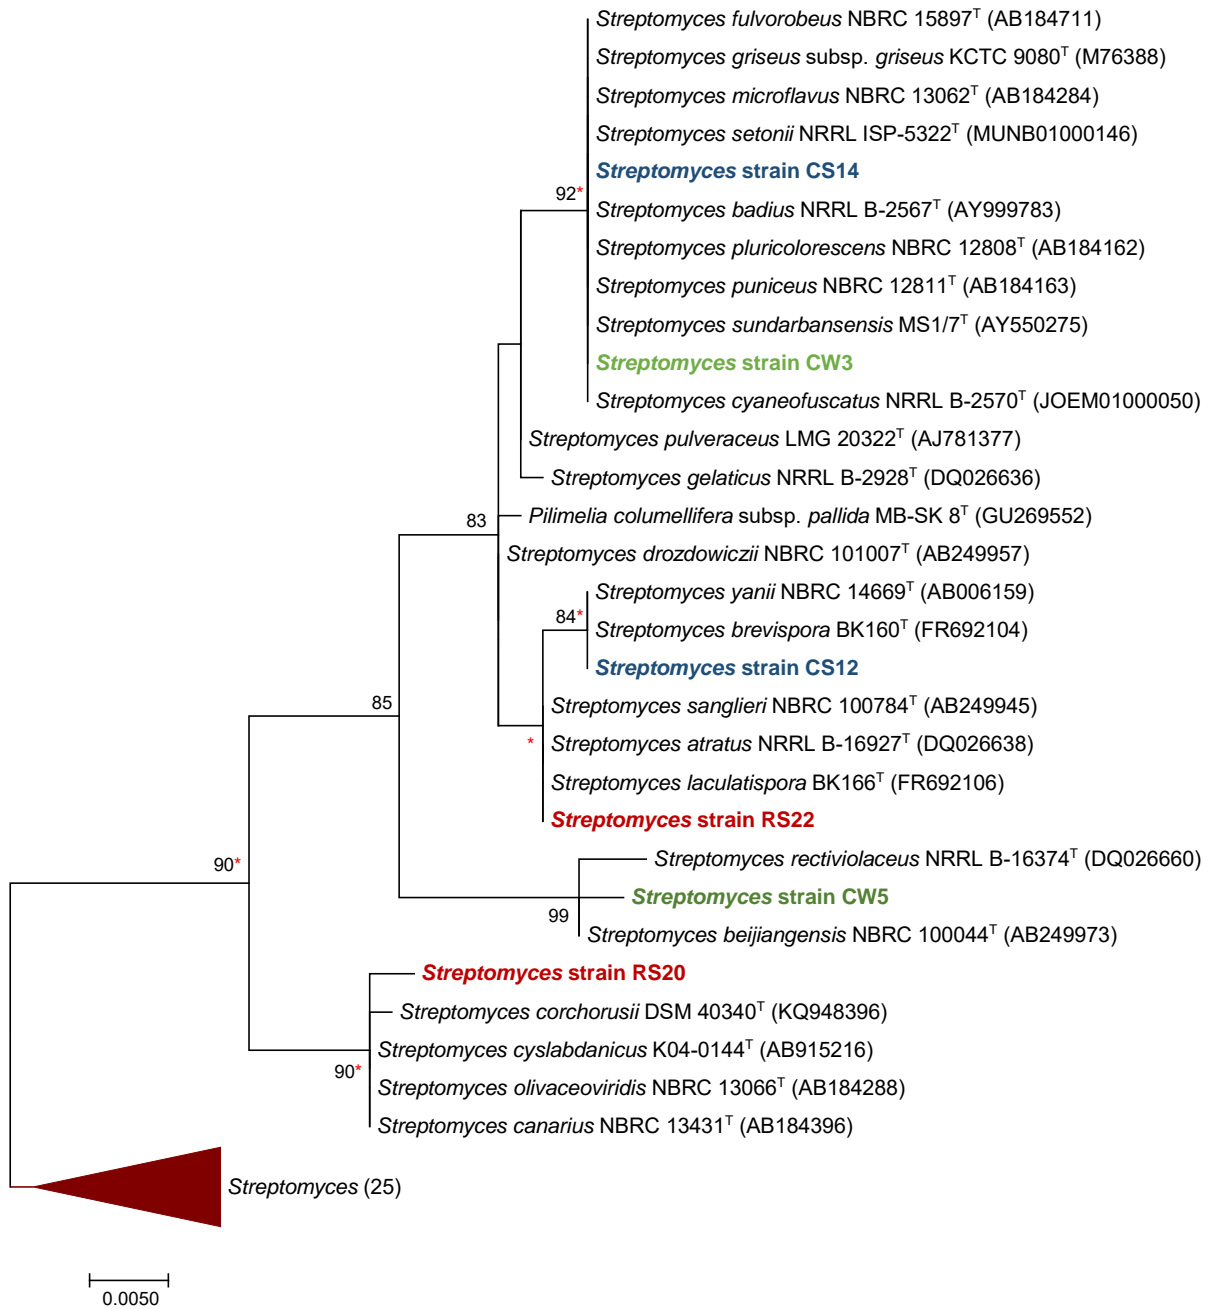 Streptomyces fulvorobeus NBRC 15897ᵀ (AB184711)
Streptomyces griseus subsp. griseus KCTC 9080ᵀ (M76388)
Streptomyces microflavus NBRC 13062ᵀ (AB184284)
Streptomyces setonii NRRL ISP-5322ᵀ (MUNB01000146)
Streptomyces strain CS14
92*
Streptomyces badius NRRL B-2567ᵀ (AY999783)
Streptomyces pluricolorescens NBRC 12808ᵀ (AB184162)
Streptomyces puniceus NBRC 12811ᵀ (AB184163)
Streptomyces sundarbansensis MS1/7ᵀ (AY550275)
Streptomyces strain CW3
Streptomyces cyaneofuscatus NRRL B-2570ᵀ (JOEM01000050)
Streptomyces pulveraceus LMG 20322ᵀ (AJ781377)
Streptomyces gelaticus NRRL B-2928ᵀ (DQ026636)
Pilimelia columellifera subsp. pallida MB-SK 8ᵀ (GU269552)
83
Streptomyces drozdowiczii NBRC 101007ᵀ (AB249957)
Streptomyces yanii NBRC 14669ᵀ (AB006159)
84*
Streptomyces brevispora BK160ᵀ (FR692104)
Streptomyces strain CS12
85
Streptomyces sanglieri NBRC 100784ᵀ (AB249945)
*
Streptomyces atratus NRRL B-16927ᵀ (DQ026638)
Streptomyces laculatispora BK166ᵀ (FR692106)
Streptomyces strain RS22
90*
Streptomyces rectiviolaceus NRRL B-16374ᵀ (DQ026660)
Streptomyces strain CW5
99
Streptomyces beijiangensis NBRC 100044ᵀ (AB249973)
Streptomyces strain RS20
Streptomyces corchorusii DSM 40340ᵀ (KQ948396)
Streptomyces cyslabdanicus K04-0144ᵀ (AB915216)
90*
Streptomyces olivaceoviridis NBRC 13066ᵀ (AB184288)
Streptomyces canarius NBRC 13431ᵀ (AB184396)
Streptomyces (25)
0.0050